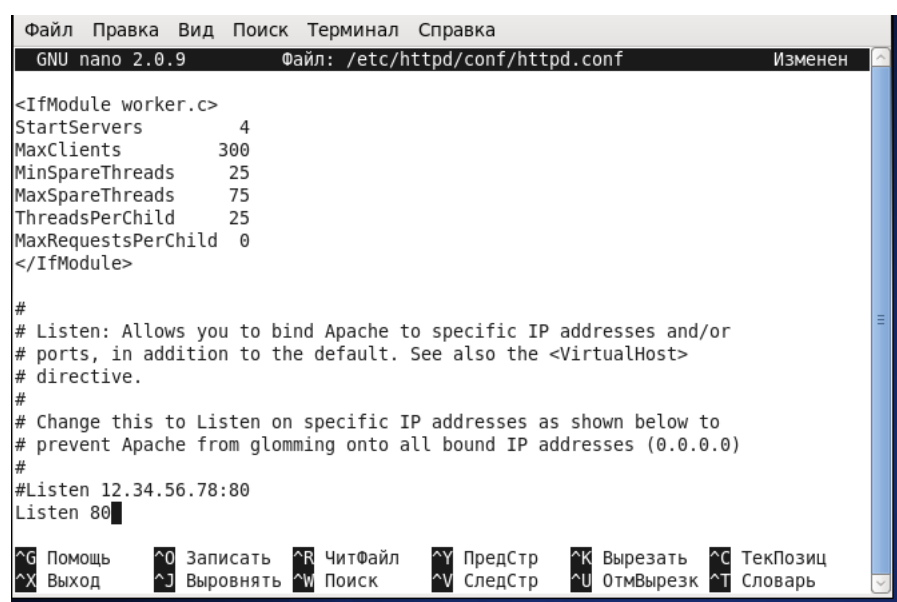 Файл Правка Вид Поиск Терминал Справка
GNU nano 2.0.9 Файл: /etc/httpd/conf/httpd.conf Изменен
<IfModule worker.c>
StartServers 4
MaxClients 300
MinSpareThreads 25
MaxSpareThreads 75
ThreadsPerChild 25
MaxRequestsPerChild 0
</IfModule>
#
# Listen: Allows you to bind Apache to specific IP addresses and/or
# ports, in addition to the default. See also the <VirtualHost>
# directive.
#
# Change this to Listen on specific IP addresses as shown below to
# prevent Apache from glomming onto all bound IP addresses (0.0.0.0)
#
#Listen 12.34.56.78:80
Listen 80
^G Помощь ^O Записать ^R ЧитФайл ^Y ПредСтр ^K Вырезать ^C ТекПозиц
^X Выход ^J Выровнять ^W Поиск ^V СледСтр ^U ОтмВырезк ^T Словарь